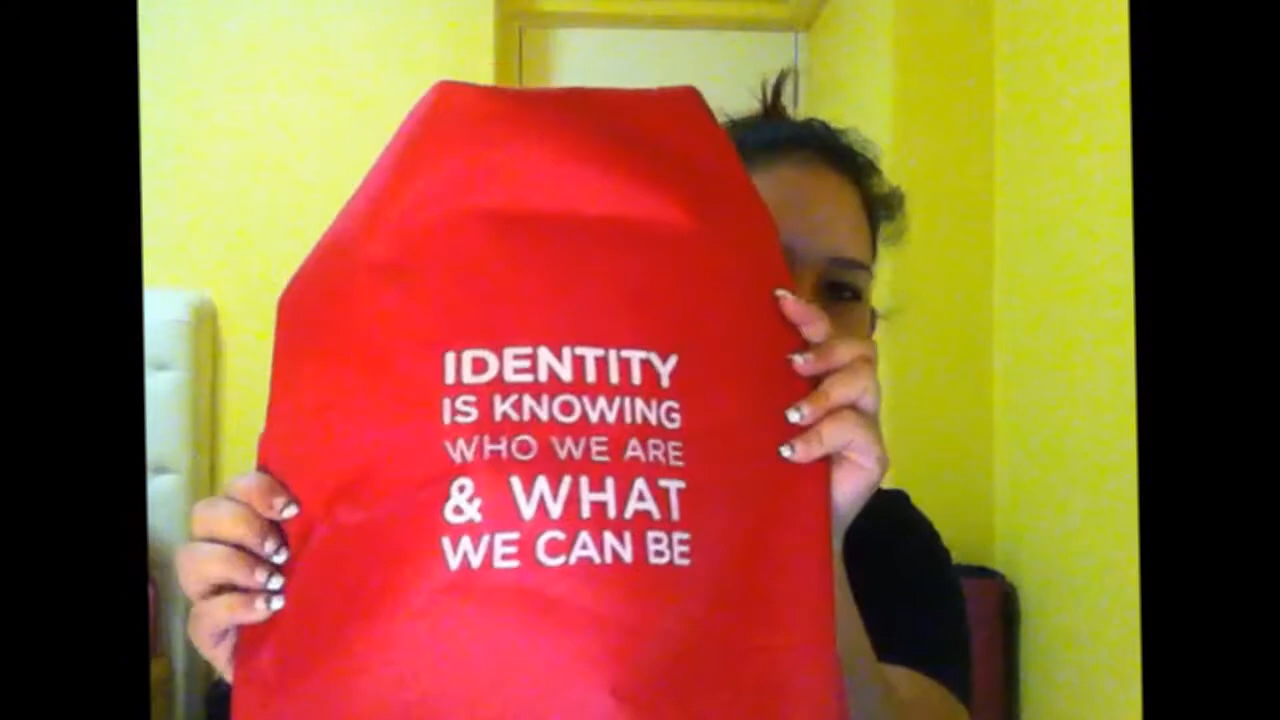 IDENTITY
IS KNOWING
WHO WE ARE
& WHAT
WE CAN BE